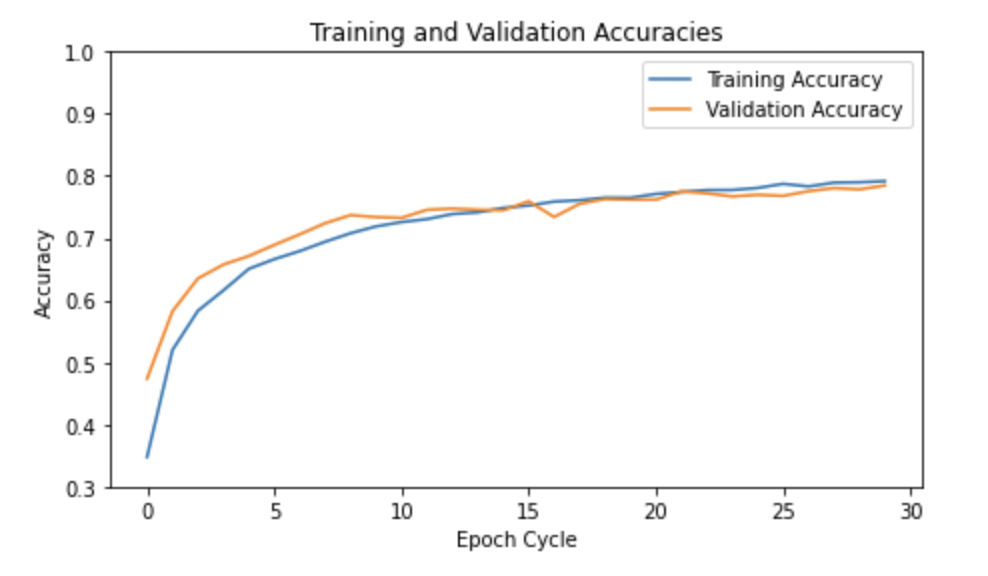 Training and Validation Accuracies
1.0
0.9
0.8
0.7
0.6
0.5
0.4
0.3
Accuracy
Training Accuracy
Validation Accuracy
0 5 10 15 20 25 30
Epoch Cycle